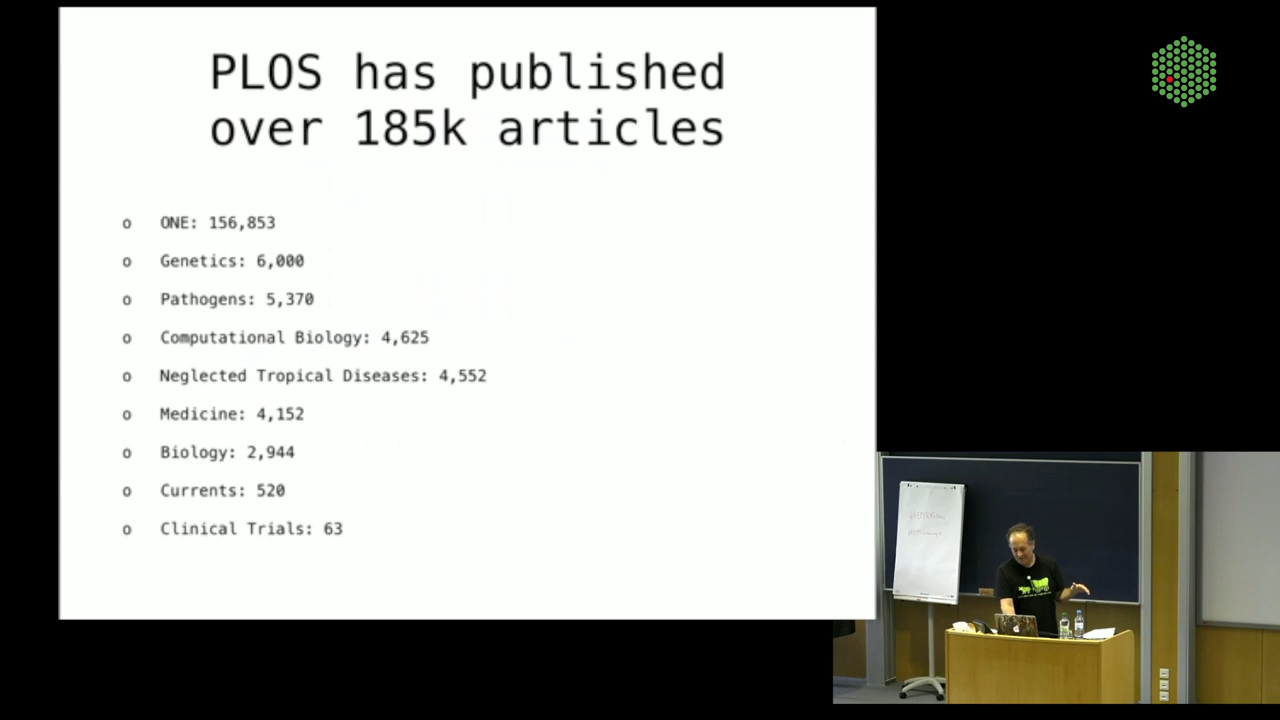 PLOS has published
over 185k articles
o ONE: 156,853
o Genetics: 6,000
o Pathogens: 5,370
o Computational Biology: 4,625
o Neglected Tropical Diseases: 4,552
o Medicine: 4,152
o Biology: 2,944
o Currents: 520
o Clinical Trials: 63